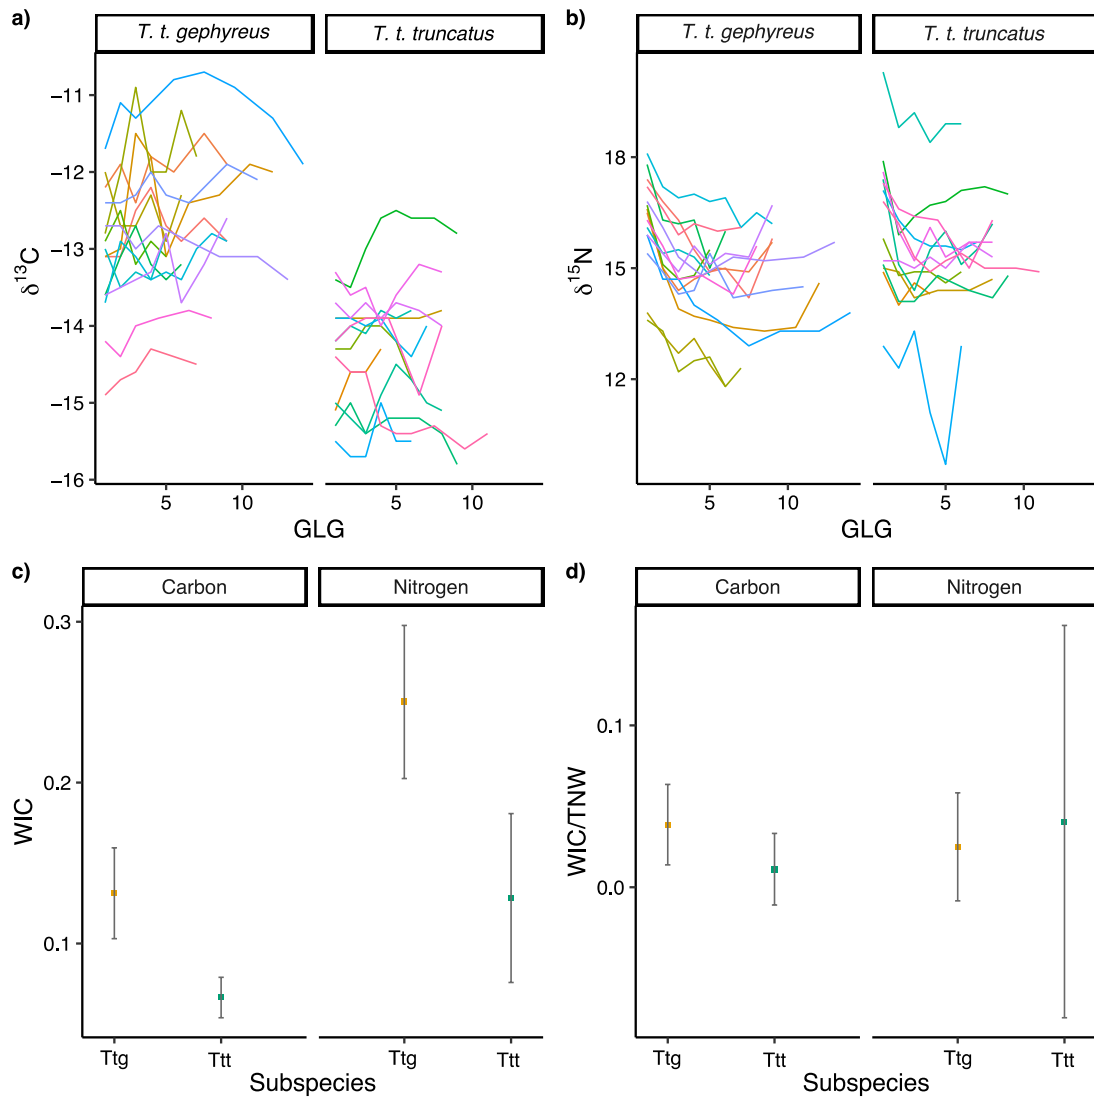 a)
T. t. gephyreus
T. t. truncatus
δ13C
−11
−12
−13
−14
−15
−16
5
10
5
10
GLG
b)
T. t. gephyreus
T. t. truncatus
δ15N
18
15
12
5
10
5
10
GLG
c)
Carbon
Nitrogen
WIC
0.3
0.2
0.1
Ttg
Ttt
Ttg
Ttt
Subspecies
d)
Carbon
Nitrogen
WIC/TNW
0.1
0.0
Ttg
Ttt
Ttg
Ttt
Subspecies